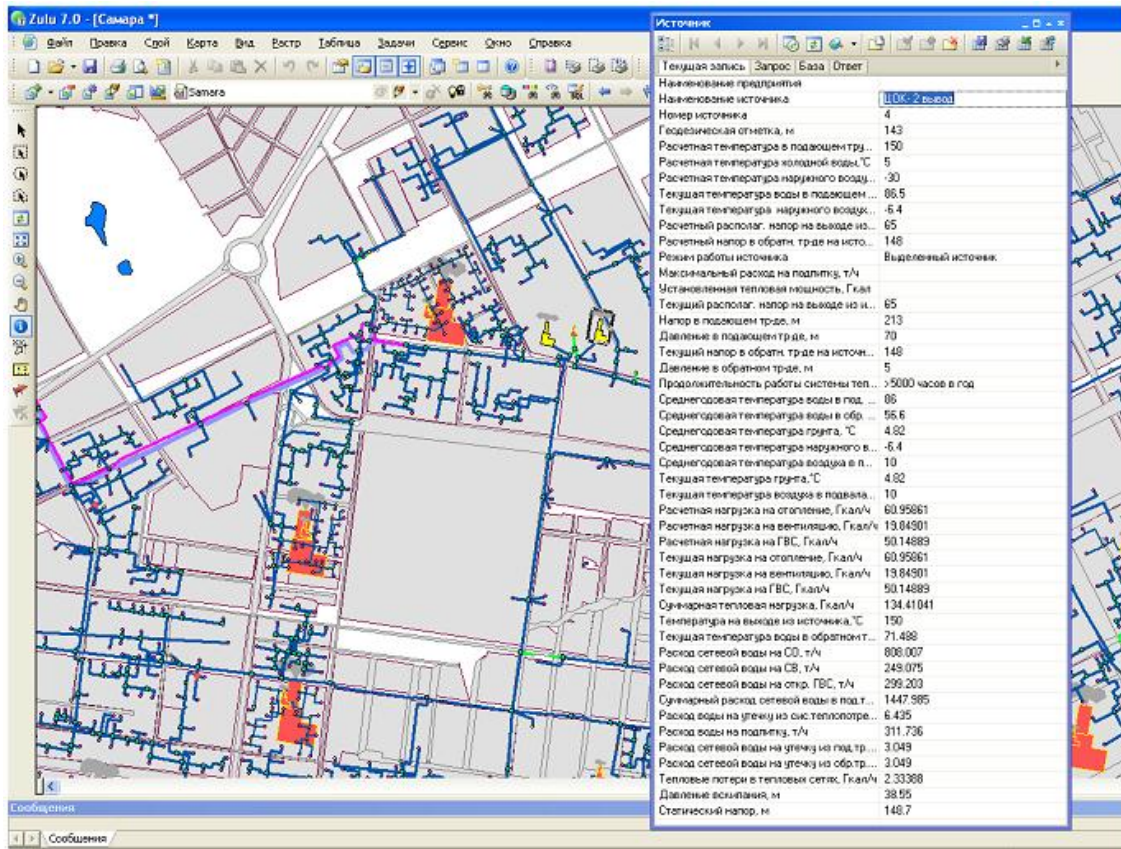 Zulu 7.0 - [Самара *]
Файл Правка Слой Карта Вид Растр Таблица Задачи Сервис Окно Справка
Samara
Источник
Текущая запись Запрос База Ответ
Наименование предприятия
Наименование источника ЦОК- 2 вывод
Номер источника 4
Геодезическая отметка, м 143
Расчетная температура в подающем тру... 150
Расчетная температура холодной воды,°С 5
Расчетная температура наружного возду... -30
Текущая температура воды в подающем ... 86.5
Текущая температура наружного воздух... -6.4
Расчетный располаг. напор на выходе из... 65
Расчетный напор в обратн. тр-де на исто... 148
Режим работы источника Выделенный источник
Максимальный расход на подпитку, т/ч
Установленная тепловая мощность, Гкал
Текущий располаг. напор на выходе из и... 65
Напор в подающем тр-де, м 213
Давление в подающем тр-де, м 70
Текущий напор в обратн. тр-де на источн... 148
Давление в обратном тр-де, м 5
Продолжительность работы системы теп... >5000 часов в год
Среднегодовая температура воды в под. ... 86
Среднегодовая температура воды в обр. ... 56.6
Среднегодовая температура грунта, °С 4.82
Среднегодовая температура наружного в... -6.4
Среднегодовая температура воздуха в п... 10
Текущая температура грунта,°С 4.82
Текущая температура воздуха в подвала... 10
Расчетная нагрузка на отопление, Гкал/ч 60.95861
Расчетная нагрузка на вентиляцию, Гкал/ч 19.84901
Расчетная нагрузка на ГВС, Гкал/ч 50.14889
Текущая нагрузка на отопление, Гкал/ч 60.95861
Текущая нагрузка на вентиляцию, Гкал/ч 19.84901
Текущая нагрузка на ГВС, Гкал/ч 50.14889
Суммарная тепловая нагрузка, Гкал/ч 134.41041
Температура на выходе из источника,°С 150
Текущая температура воды в обратном т... 71.488
Расход сетевой воды на СО, т/ч 808.007
Расход сетевой воды на СВ, т/ч 249.075
Расход сетевой воды на откр. ГВС, т/ч 299.203
Суммарный расход сетевой воды в под.т... 1447.985
Расход воды на утечку из сис.теплопотре... 6.435
Расход воды на подпитку, т/ч 311.736
Расход сетевой воды на утечку из под.тр.... 3.049
Расход сетевой воды на утечку из обр.тр.... 3.049
Тепловые потери в тепловых сетях, Гкал/ч 2.33388
Давление вскипания, м 38.55
Статический напор, м 148.7
Сообщения
Сообщения